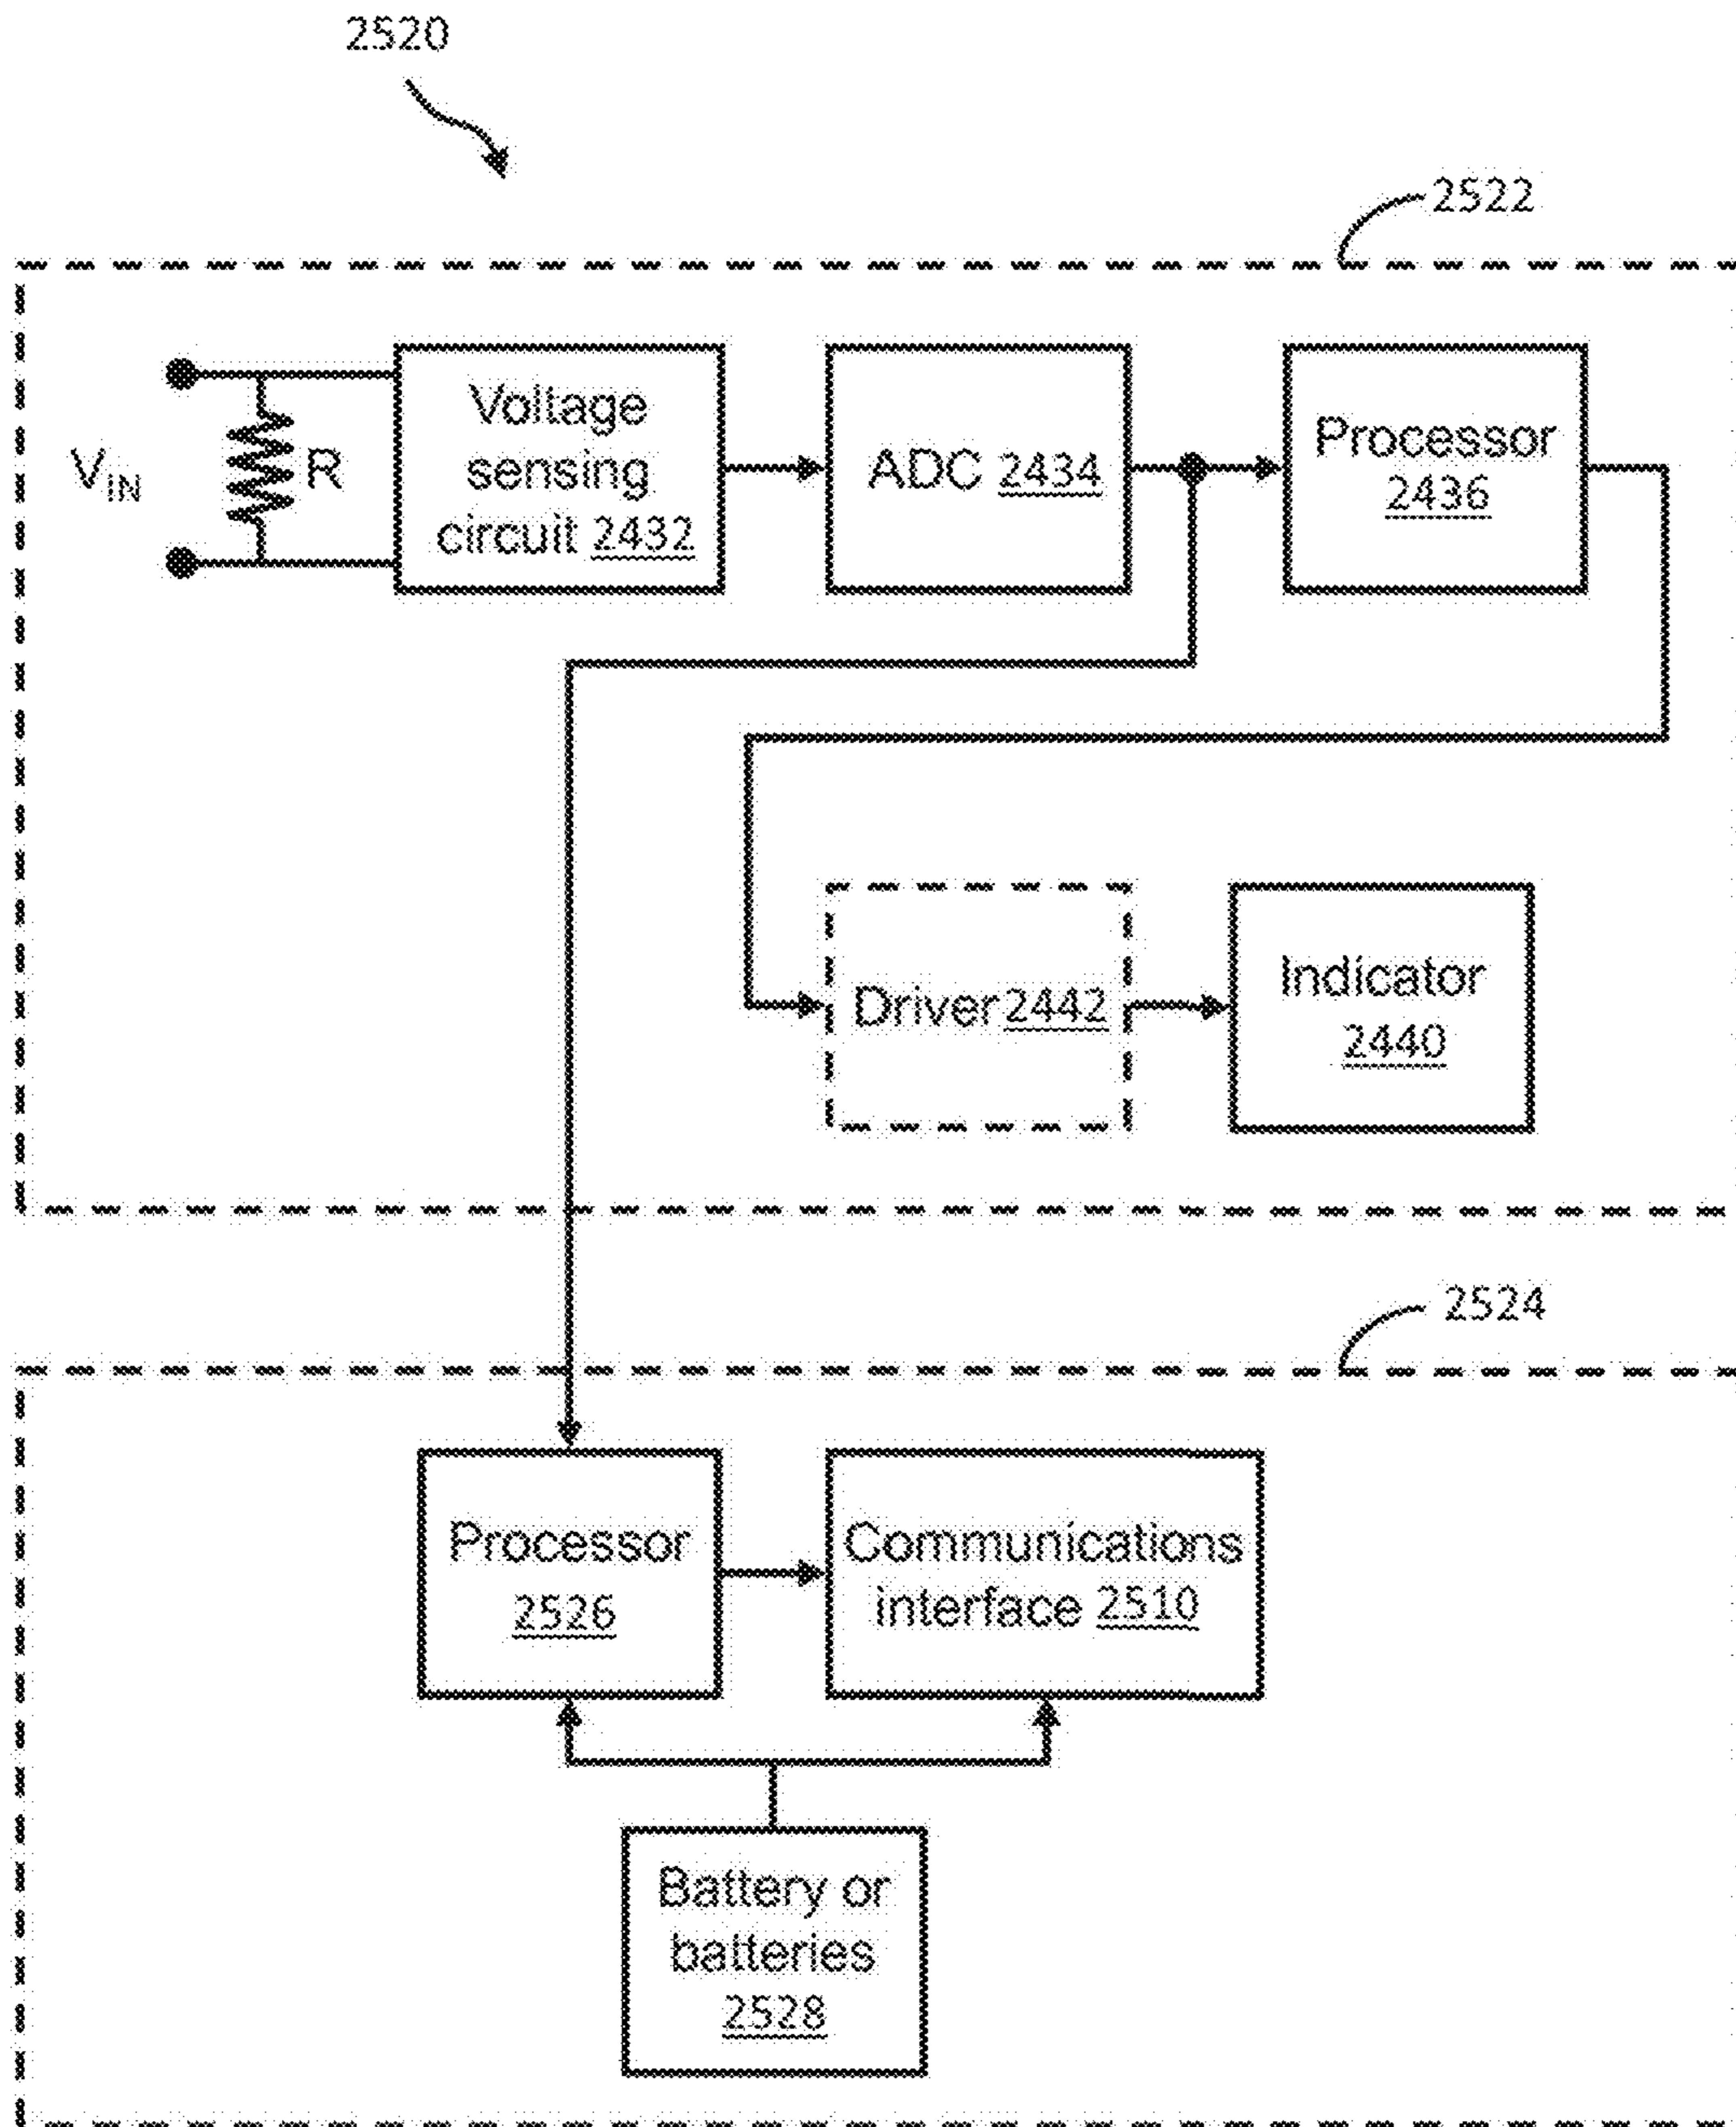 2520
2522
V_IN
R
Voltage
sensing
circuit 2432
ADC 2434
Processor
2436
Driver 2442
Indicator
2440
2524
Processor
2526
Communications
interface 2510
Battery or
batteries
2528